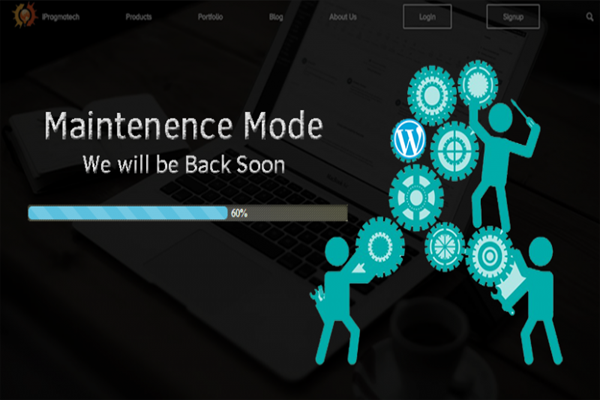 iPragmatech Products Portfolio Blog About Us Login Signup
Maintenence Mode
We will be Back Soon
60%